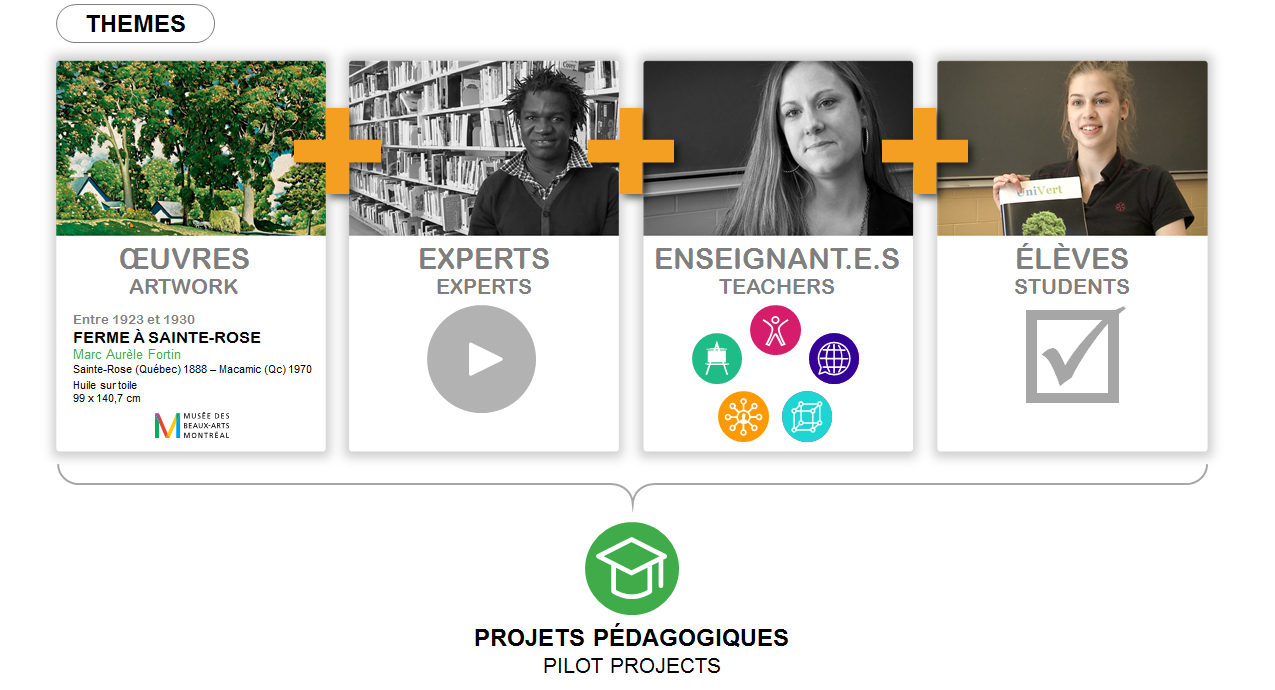 THEMES
ŒUVRES
ARTWORK
Entre 1923 et 1930
FERME À SAINTE-ROSE
Marc Aurèle Fortin
Sainte-Rose (Québec) 1888 – Macamic (Qc) 1970
Huile sur toile
99 x 140,7 cm
M MUSÉE DES
BEAUX-ARTS
MONTRÉAL
EXPERTS
EXPERTS
ENSEIGNANT.E.S
TEACHERS
UniVert
ÉLÈVES
STUDENTS
PROJETS PÉDAGOGIQUES
PILOT PROJECTS